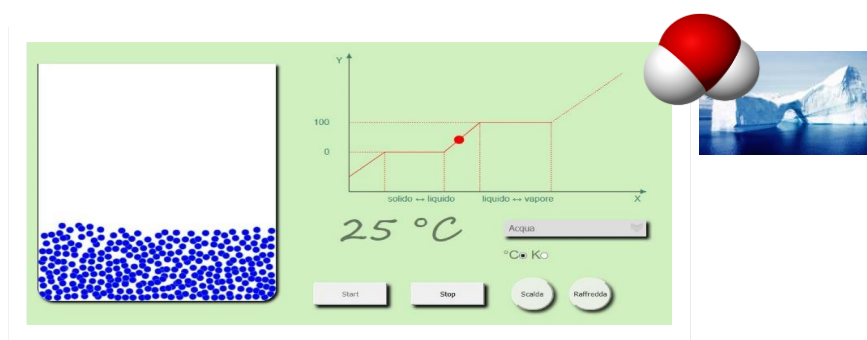 Y
100
0
solido ↔ liquido liquido ↔ vapore X
25 °C
Acqua
°C K
Start Stop Scalda Raffredda